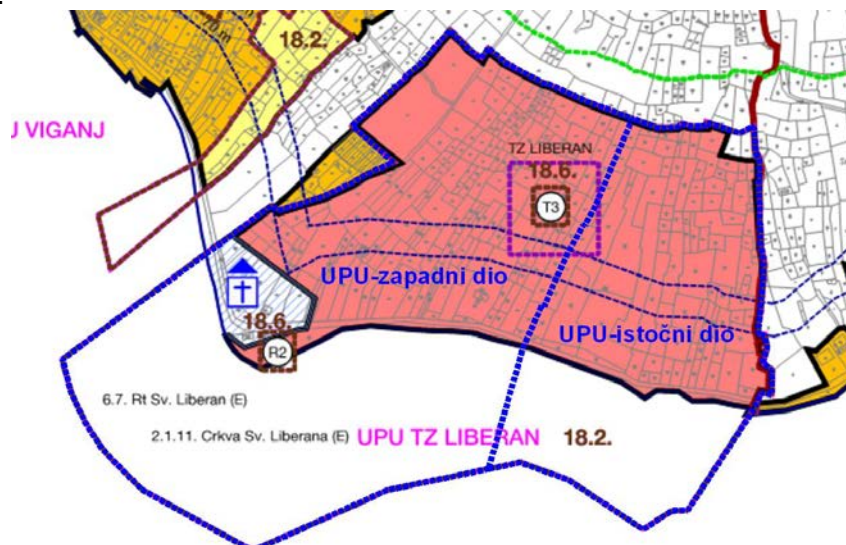 70 m
18.2.
J VIGANJ
TZ LIBERAN
18.6.
T3
UPU-zapadni dio
UPU-istočni dio
18.6.
R2
6.7. Rt Sv. Liberan (E)
2.1.11. Crkva Sv. Liberana (E) UPU TZ LIBERAN 18.2.